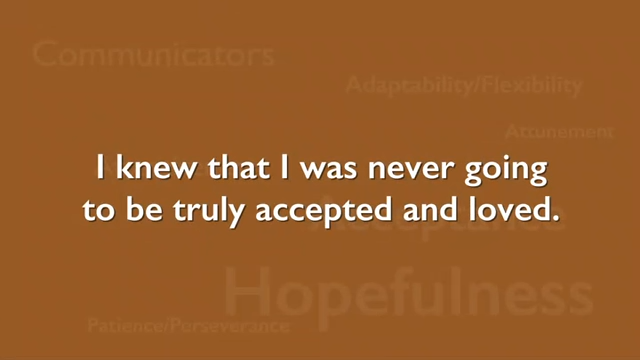 Communicators
Adaptability/Flexibility
Attunement
I knew that I was never going
to be truly accepted and loved.
Acceptance
Hopefulness
Patience/Perseverance